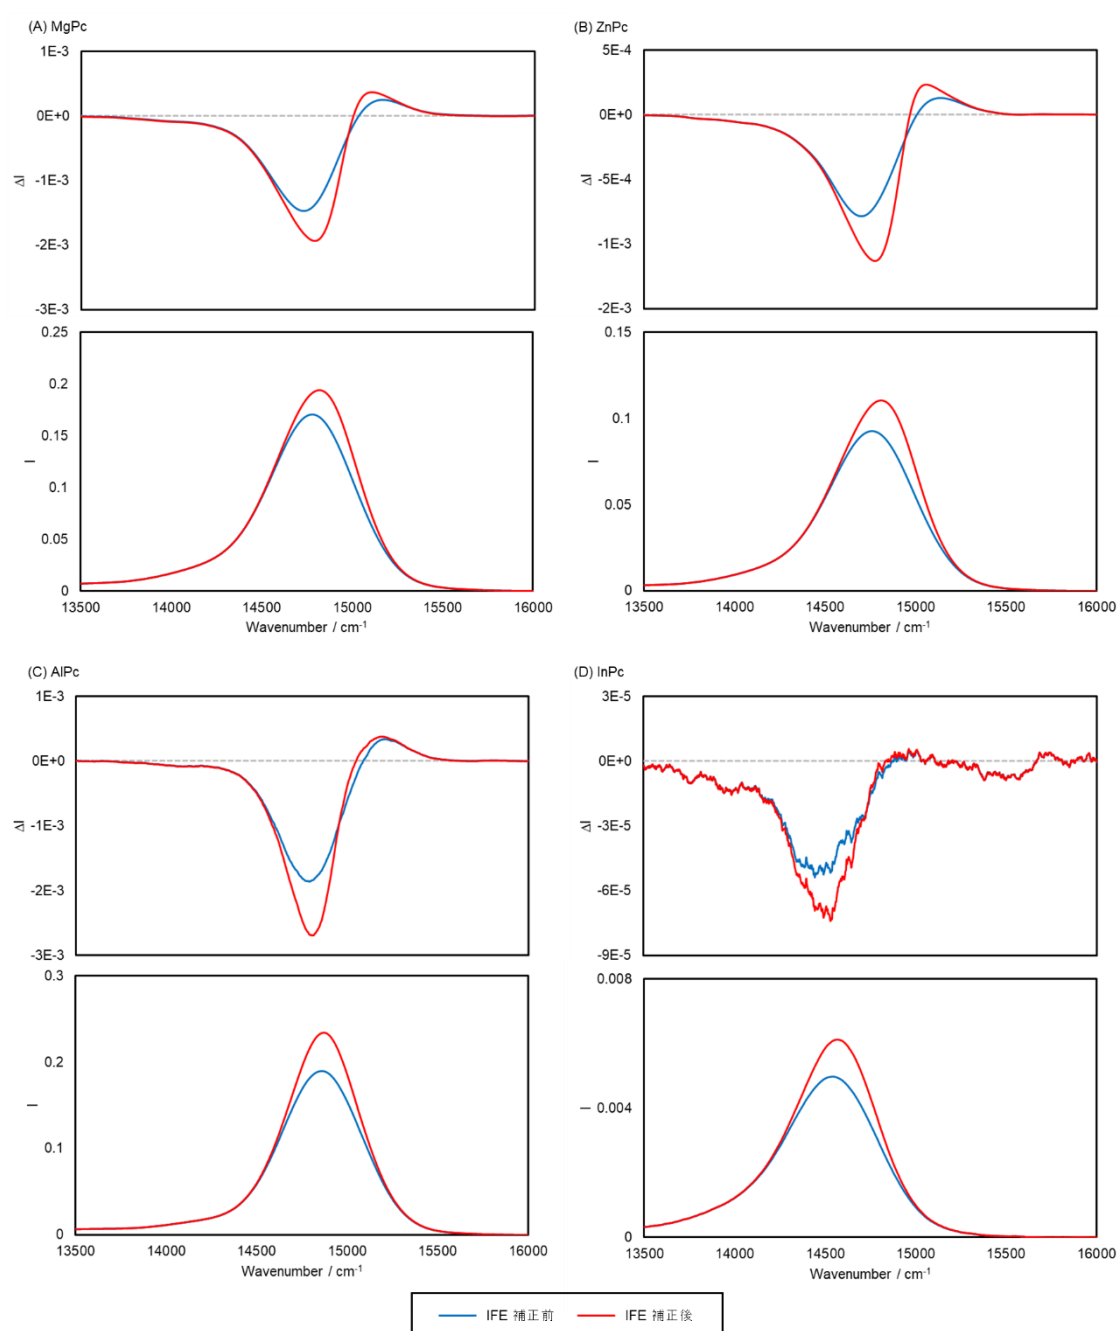 (A) MgPc
1E-3
0E+0
-1E-3
-2E-3
-3E-3
ΔI
0.25
0.2
0.15
0.1
0.05
0
I
13500 14000 14500 15000 15500 16000
Wavenumber / cm-1
(B) ZnPc
5E-4
0E+0
-5E-4
-1E-3
-2E-3
ΔI
0.15
0.1
0.05
0
I
13500 14000 14500 15000 15500 16000
Wavenumber / cm-1
(C) AlPc
1E-3
0E+0
-1E-3
-2E-3
-3E-3
ΔI
0.3
0.2
0.1
0
I
13500 14000 14500 15000 15500 16000
Wavenumber / cm-1
(D) InPc
3E-5
0E+0
-3E-5
-6E-5
-9E-5
ΔI
0.008
0.004
0
I
13500 14000 14500 15000 15500 16000
Wavenumber / cm-1
IFE 補正前 IFE 補正後